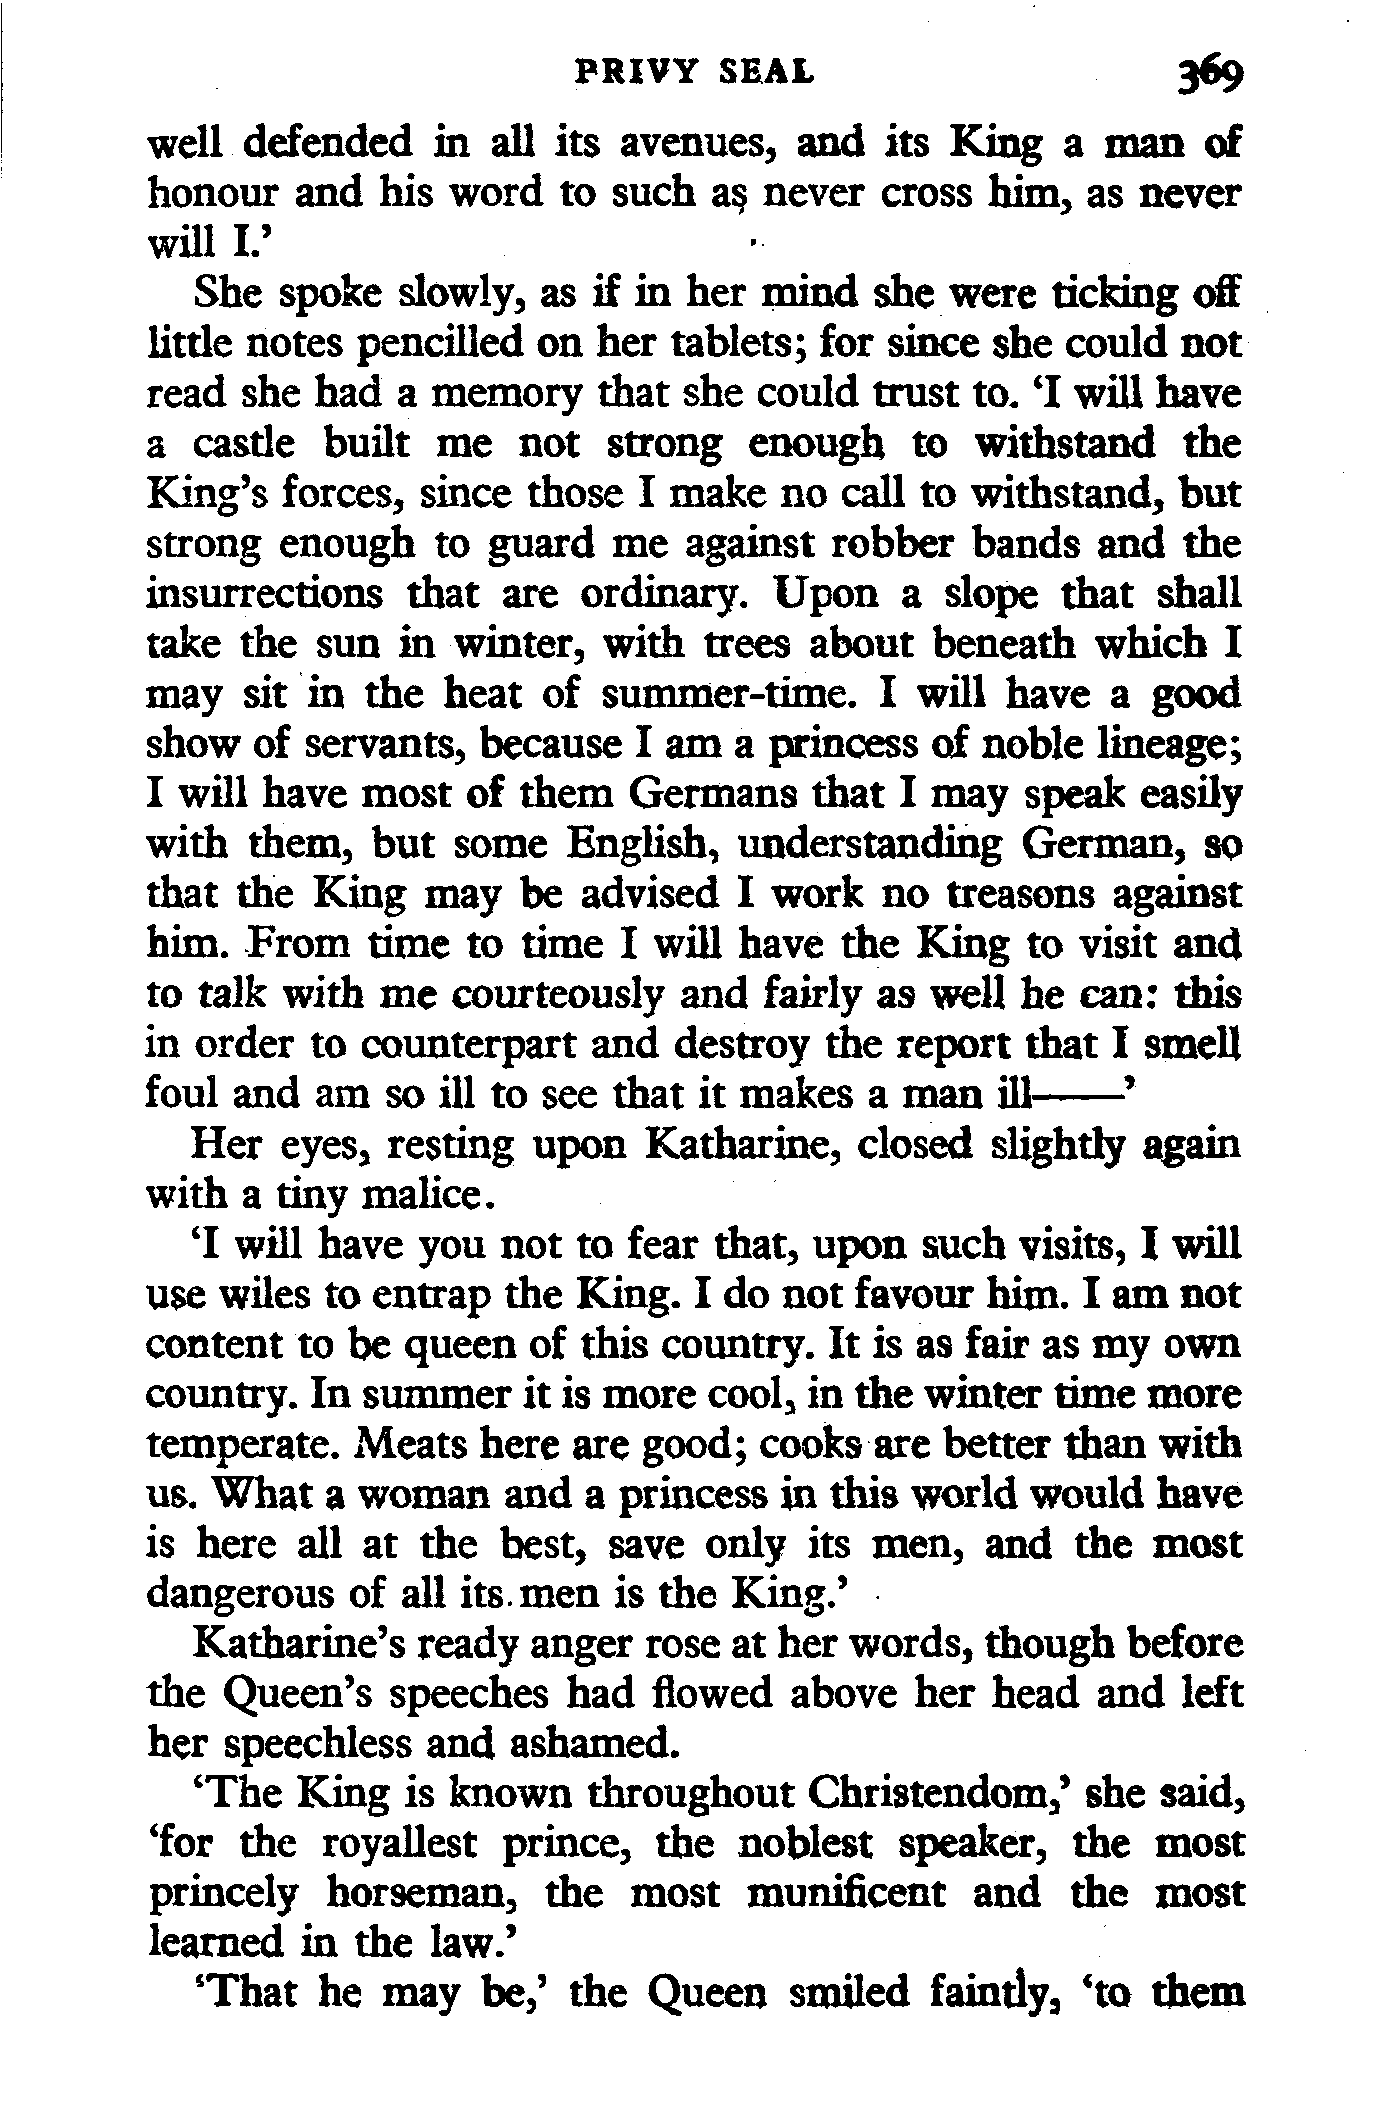 PRIVY SEAL 369
well defended in all its avenues, and its King a man of
honour and his word to such as never cross him, as never
will I.’
She spoke slowly, as if in her mind she were ticking off
little notes pencilled on her tablets; for since she could not
read she had a memory that she could trust to. ‘I will have
a castle built me not strong enough to withstand the
King’s forces, since those I make no call to withstand, but
strong enough to guard me against robber bands and the
insurrections that are ordinary. Upon a slope that shall
take the sun in winter, with trees about beneath which I
may sit in the heat of summer-time. I will have a good
show of servants, because I am a princess of noble lineage;
I will have most of them Germans that I may speak easily
with them, but some English, understanding German, so
that the King may be advised I work no treasons against
him. From time to time I will have the King to visit and
to talk with me courteously and fairly as well he can: this
in order to counterpart and destroy the report that I smell
foul and am so ill to see that it makes a man ill——’
Her eyes, resting upon Katharine, closed slightly again
with a tiny malice.
‘I will have you not to fear that, upon such visits, I will
use wiles to entrap the King. I do not favour him. I am not
content to be queen of this country. It is as fair as my own
country. In summer it is more cool, in the winter time more
temperate. Meats here are good; cooks are better than with
us. What a woman and a princess in this world would have
is here all at the best, save only its men, and the most
dangerous of all its men is the King.’
Katharine’s ready anger rose at her words, though before
the Queen’s speeches had flowed above her head and left
her speechless and ashamed.
‘The King is known throughout Christendom,’ she said,
‘for the royallest prince, the noblest speaker, the most
princely horseman, the most munificent and the most
learned in the law.’
‘That he may be,’ the Queen smiled faintly, ‘to them